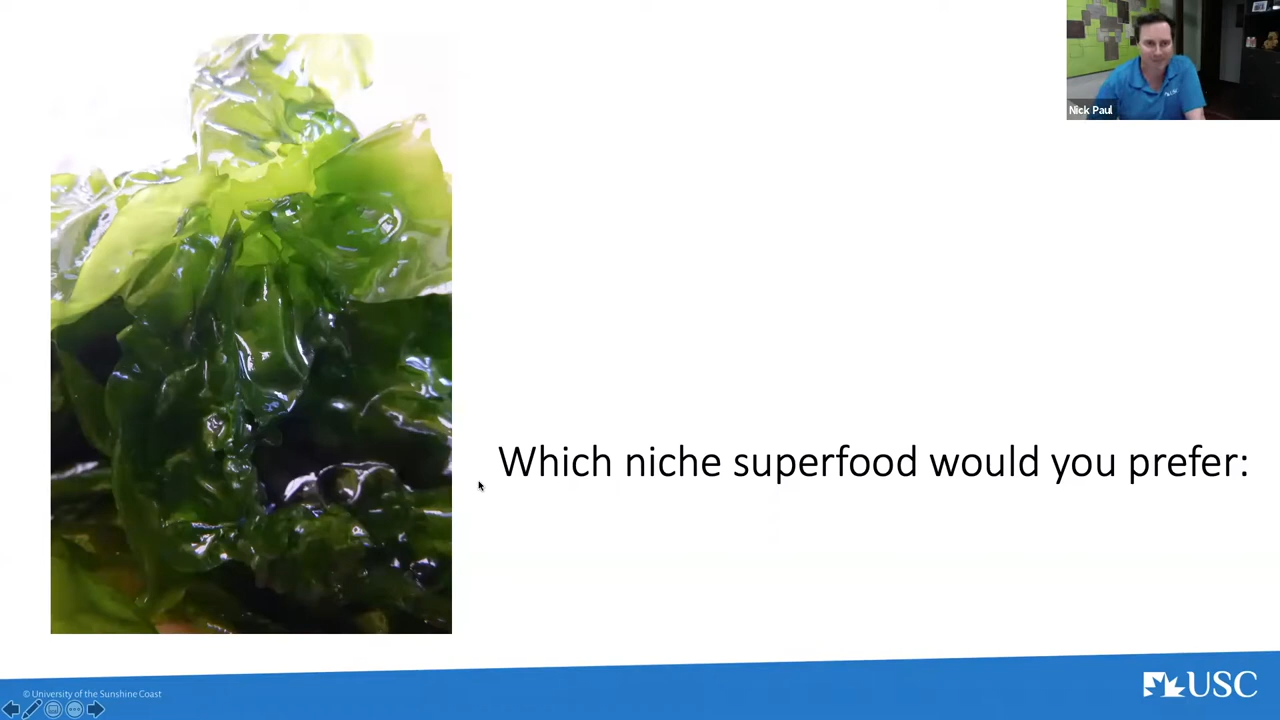 Nick Paul
Which niche superfood would you prefer:
© University of the Sunshine Coast
USC